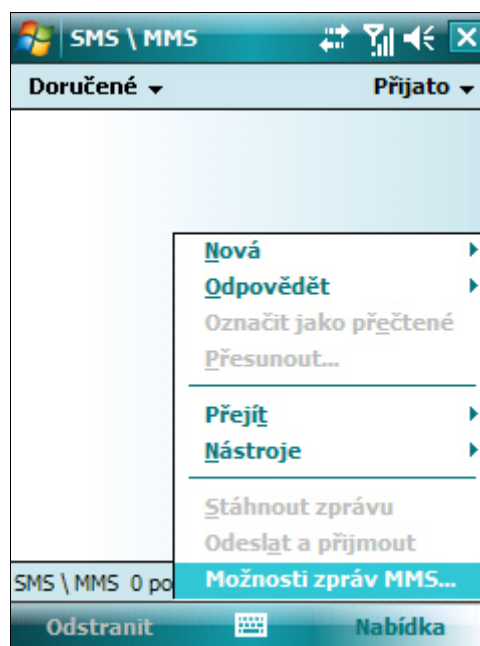 SMS \ MMS
Doručené Přijato
Nová
Odpovědět
Označit jako přečtené
Přesunout...
Přejít
Nástroje
Stáhnout zprávu
Odeslat a přijmout
SMS \ MMS 0 po Možnosti zpráv MMS...
Odstranit Nabídka